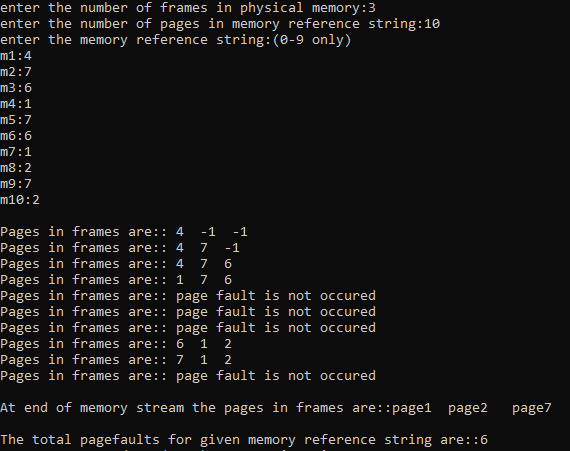 enter the number of frames in physical memory:3
enter the number of pages in memory reference string:10
enter the memory reference string:(0-9 only)
m1:4
m2:7
m3:6
m4:1
m5:7
m6:6
m7:1
m8:2
m9:7
m10:2
Pages in frames are:: 4 -1 -1
Pages in frames are:: 4 7 -1
Pages in frames are:: 4 7 6
Pages in frames are:: 1 7 6
Pages in frames are:: page fault is not occured
Pages in frames are:: page fault is not occured
Pages in frames are:: page fault is not occured
Pages in frames are:: 6 1 2
Pages in frames are:: 7 1 2
Pages in frames are:: page fault is not occured
At end of memory stream the pages in frames are::page1 page2 page7
The total pagefaults for given memory reference string are::6